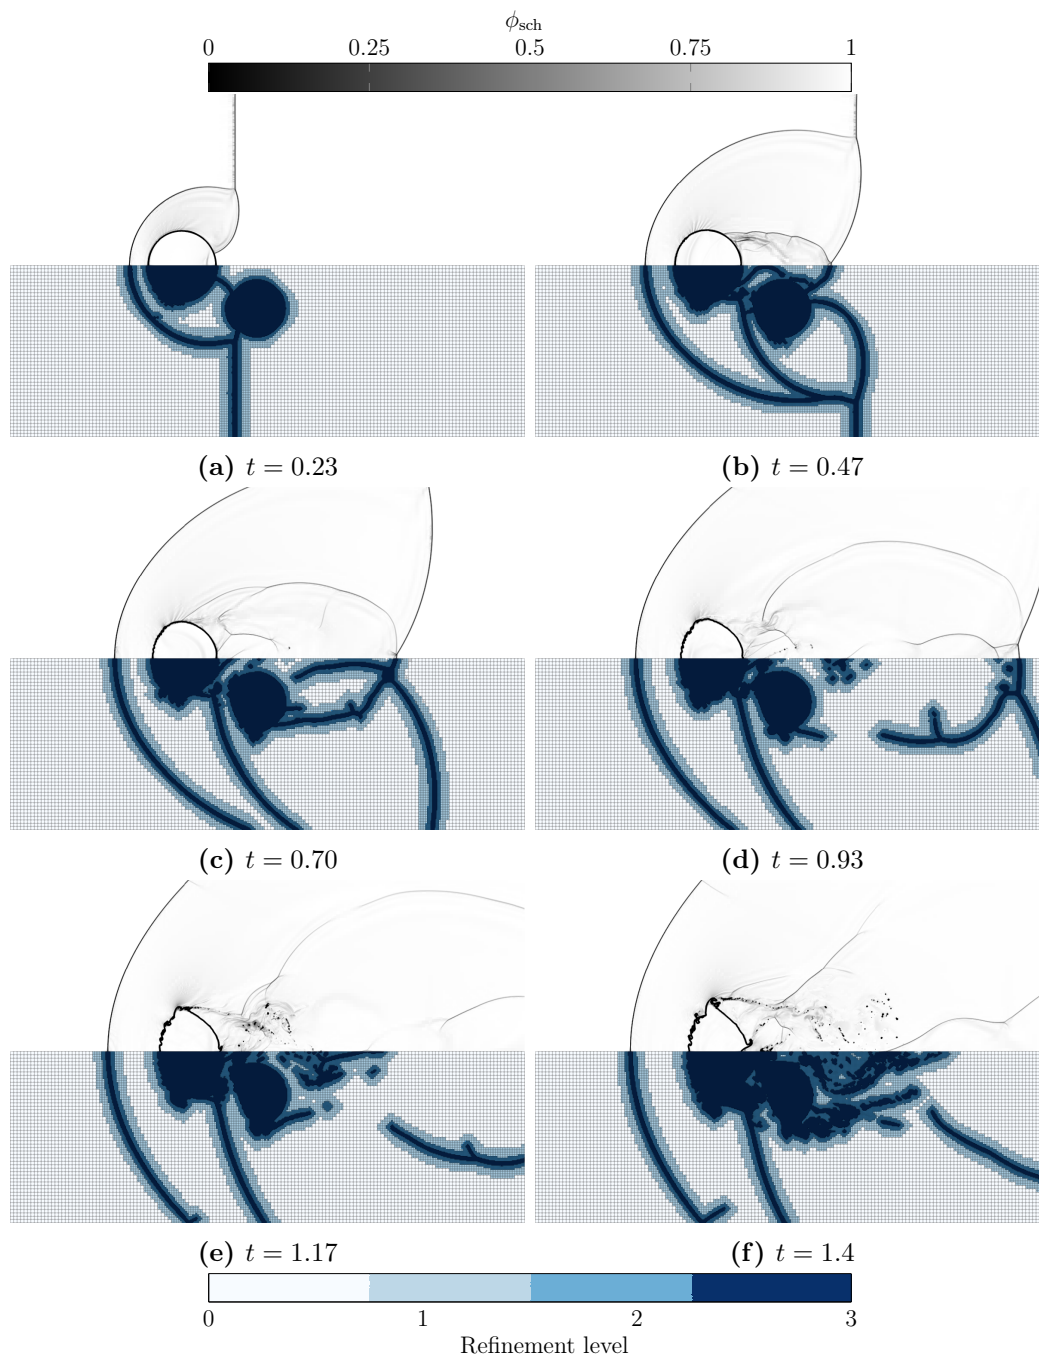 ϕsch
0 0.25 0.5 0.75 1
(a) t = 0.23 (b) t = 0.47
(c) t = 0.70 (d) t = 0.93
(e) t = 1.17 (f) t = 1.4
0 1 2 3
Refinement level